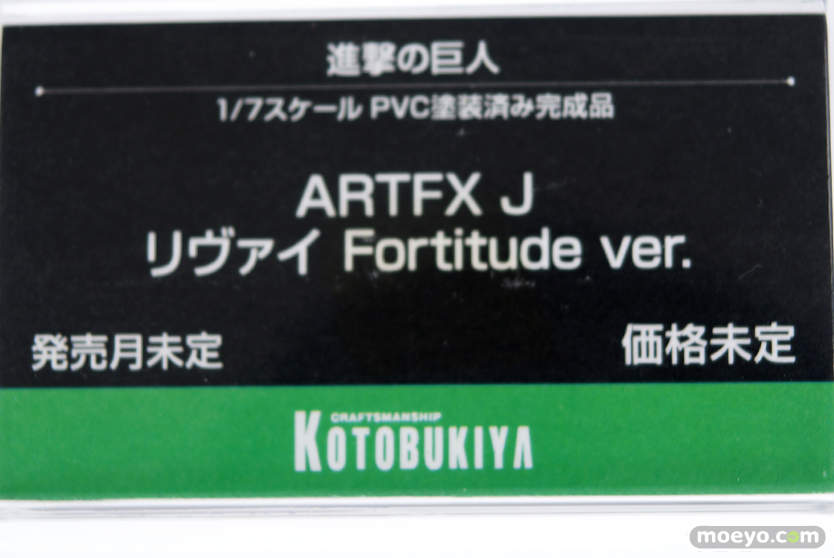 進撃の巨人
1/7スケール PVC塗装済み完成品
ARTFX J
リヴァイ Fortitude ver.
発売月未定
価格未定
CRAFTSMANSHIP
KOTOBUKIYA
moeyo.com